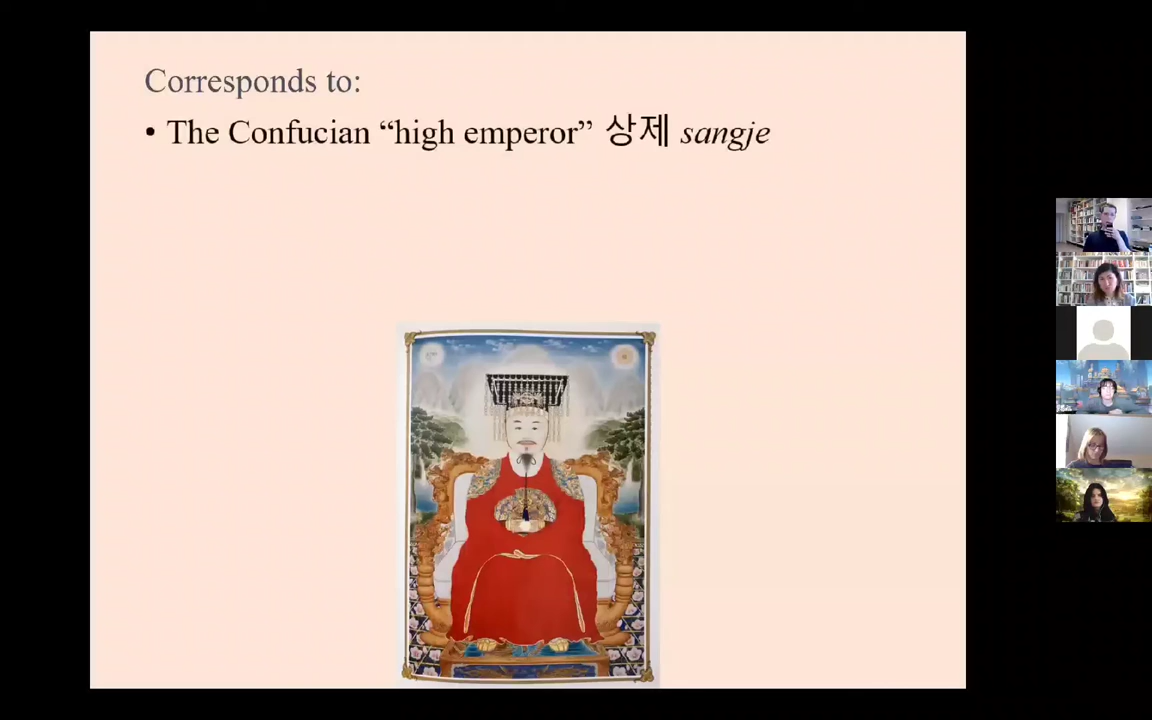 Corresponds to:
• The Confucian “high emperor” 상제 sangje